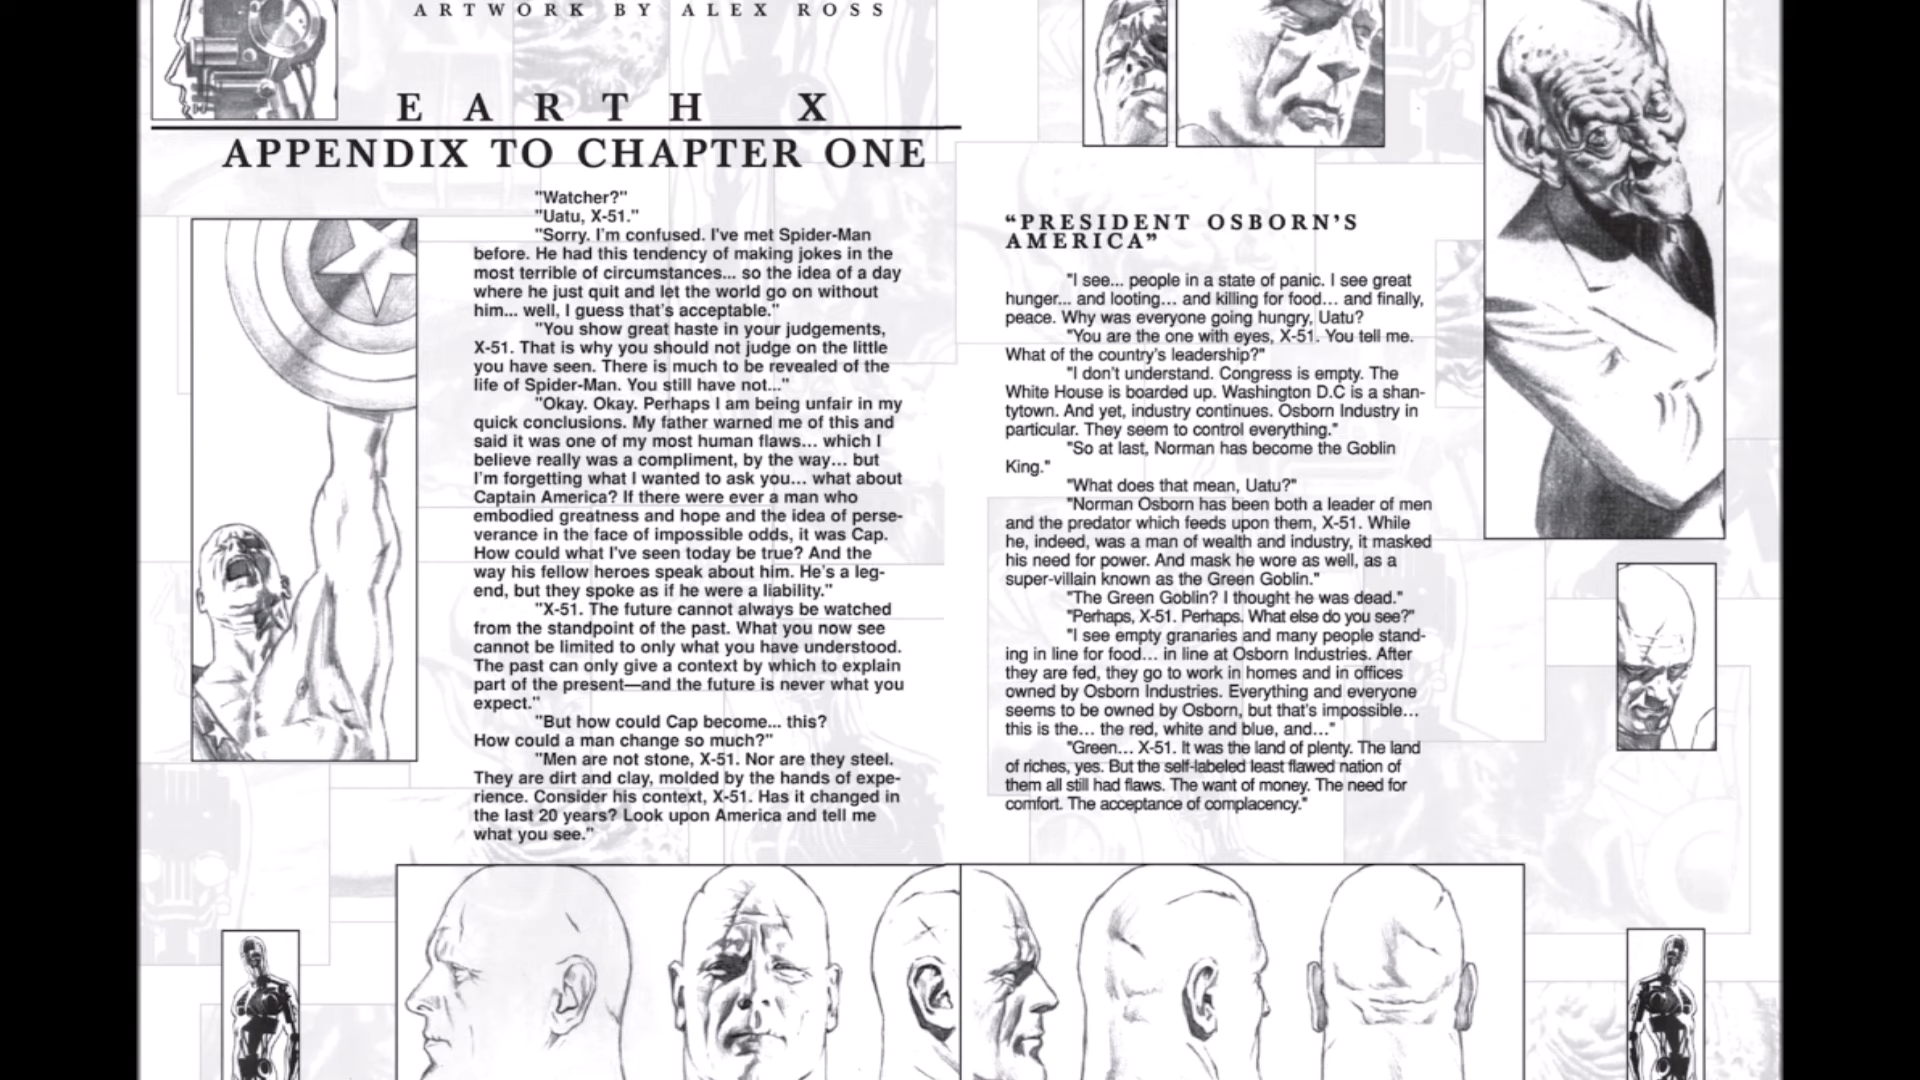 ARTWORK BY ALEX ROSS
EARTH X
APPENDIX TO CHAPTER ONE
"Watcher?"
"Uatu, X-51."
"Sorry. I'm confused. I've met Spider-Man
before. He had this tendency of making jokes in the
most terrible of circumstances... so the idea of a day
where he just quit and let the world go on without
him... well, I guess that's acceptable."
"You show great haste in your judgements,
X-51. That is why you should not judge on the little
you have seen. There is much to be revealed of the
life of Spider-Man. You still have not..."
"Okay. Okay. Perhaps I am being unfair in my
quick conclusions. My father warned me of this and
said it was one of my most human flaws... which I
believe really was a compliment, by the way... but
I'm forgetting what I wanted to ask you... what about
Captain America? If there were ever a man who
embodied greatness and hope and the idea of perse-
verance in the face of impossible odds, it was Cap.
How could what I've seen today be true? And the
way his fellow heroes speak about him. He's a leg-
end, but they spoke as if he were a liability."
"X-51. The future cannot always be watched
from the standpoint of the past. What you now see
cannot be limited to only what you have understood.
The past can only give a context by which to explain
part of the present—and the future is never what you
expect."
"But how could Cap become... this?
How could a man change so much?"
"Men are not stone, X-51. Nor are they steel.
They are dirt and clay, molded by the hands of expe-
rience. Consider his context, X-51. Has it changed in
the last 20 years? Look upon America and tell me
what you see."
“PRESIDENT OSBORN’S
AMERICA”
"I see... people in a state of panic. I see great
hunger... and looting... and killing for food... and finally,
peace. Why was everyone going hungry, Uatu?
"You are the one with eyes, X-51. You tell me.
What of the country's leadership?"
"I don't understand. Congress is empty. The
White House is boarded up. Washington D.C is a shan-
tytown. And yet, industry continues. Osborn Industry in
particular. They seem to control everything."
"So at last, Norman has become the Goblin
King."
"What does that mean, Uatu?"
"Norman Osborn has been both a leader of men
and the predator which feeds upon them, X-51. While
he, indeed, was a man of wealth and industry, it masked
his need for power. And mask he wore as well, as a
super-villain known as the Green Goblin."
"The Green Goblin? I thought he was dead."
"Perhaps, X-51. Perhaps. What else do you see?"
"I see empty granaries and many people stand-
ing in line for food... in line at Osborn Industries. After
they are fed, they go to work in homes and in offices
owned by Osborn Industries. Everything and everyone
seems to be owned by Osborn, but that's impossible...
this is the... the red, white and blue, and..."
"Green... X-51. It was the land of plenty. The land
of riches, yes. But the self-labeled least flawed nation of
them all still had flaws. The want of money. The need for
comfort. The acceptance of complacency."